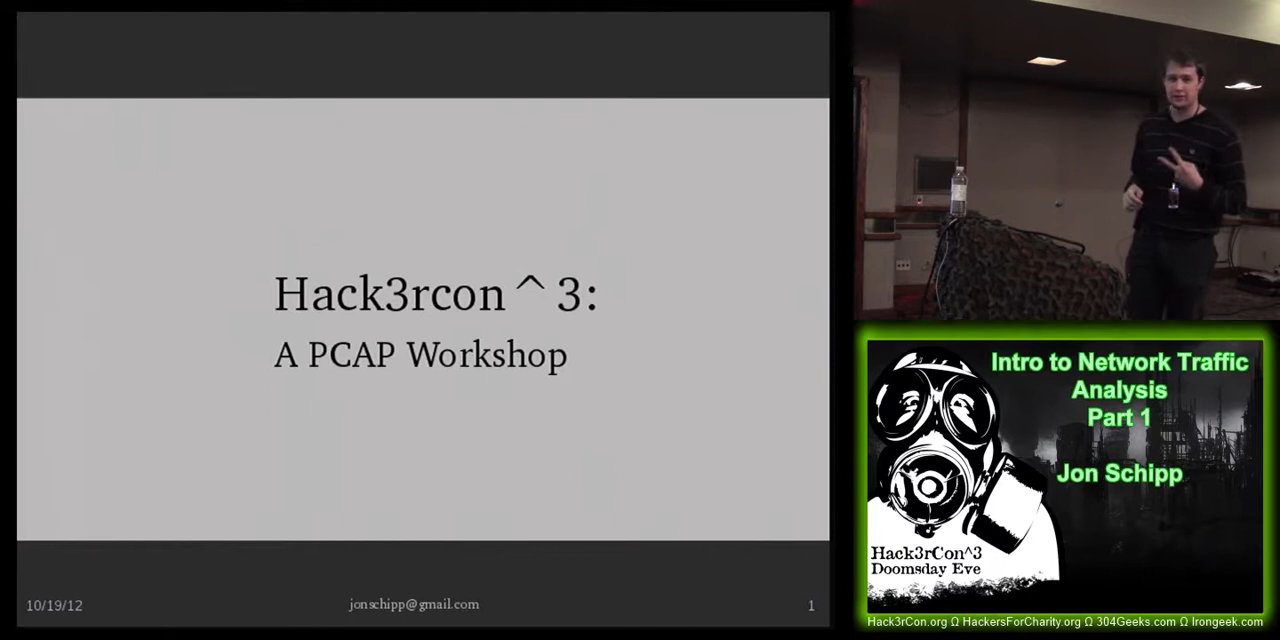 Hack3rcon^3:
A PCAP Workshop
10/19/12
jonschipp@gmail.com
1
Intro to Network Traffic
Analysis
Part 1
Jon Schipp
Hack3rCon^3
Doomsday Eve
Hack3rCon.org Ω HackersForCharity.org Ω 304Geeks.com Ω Irongeek.com